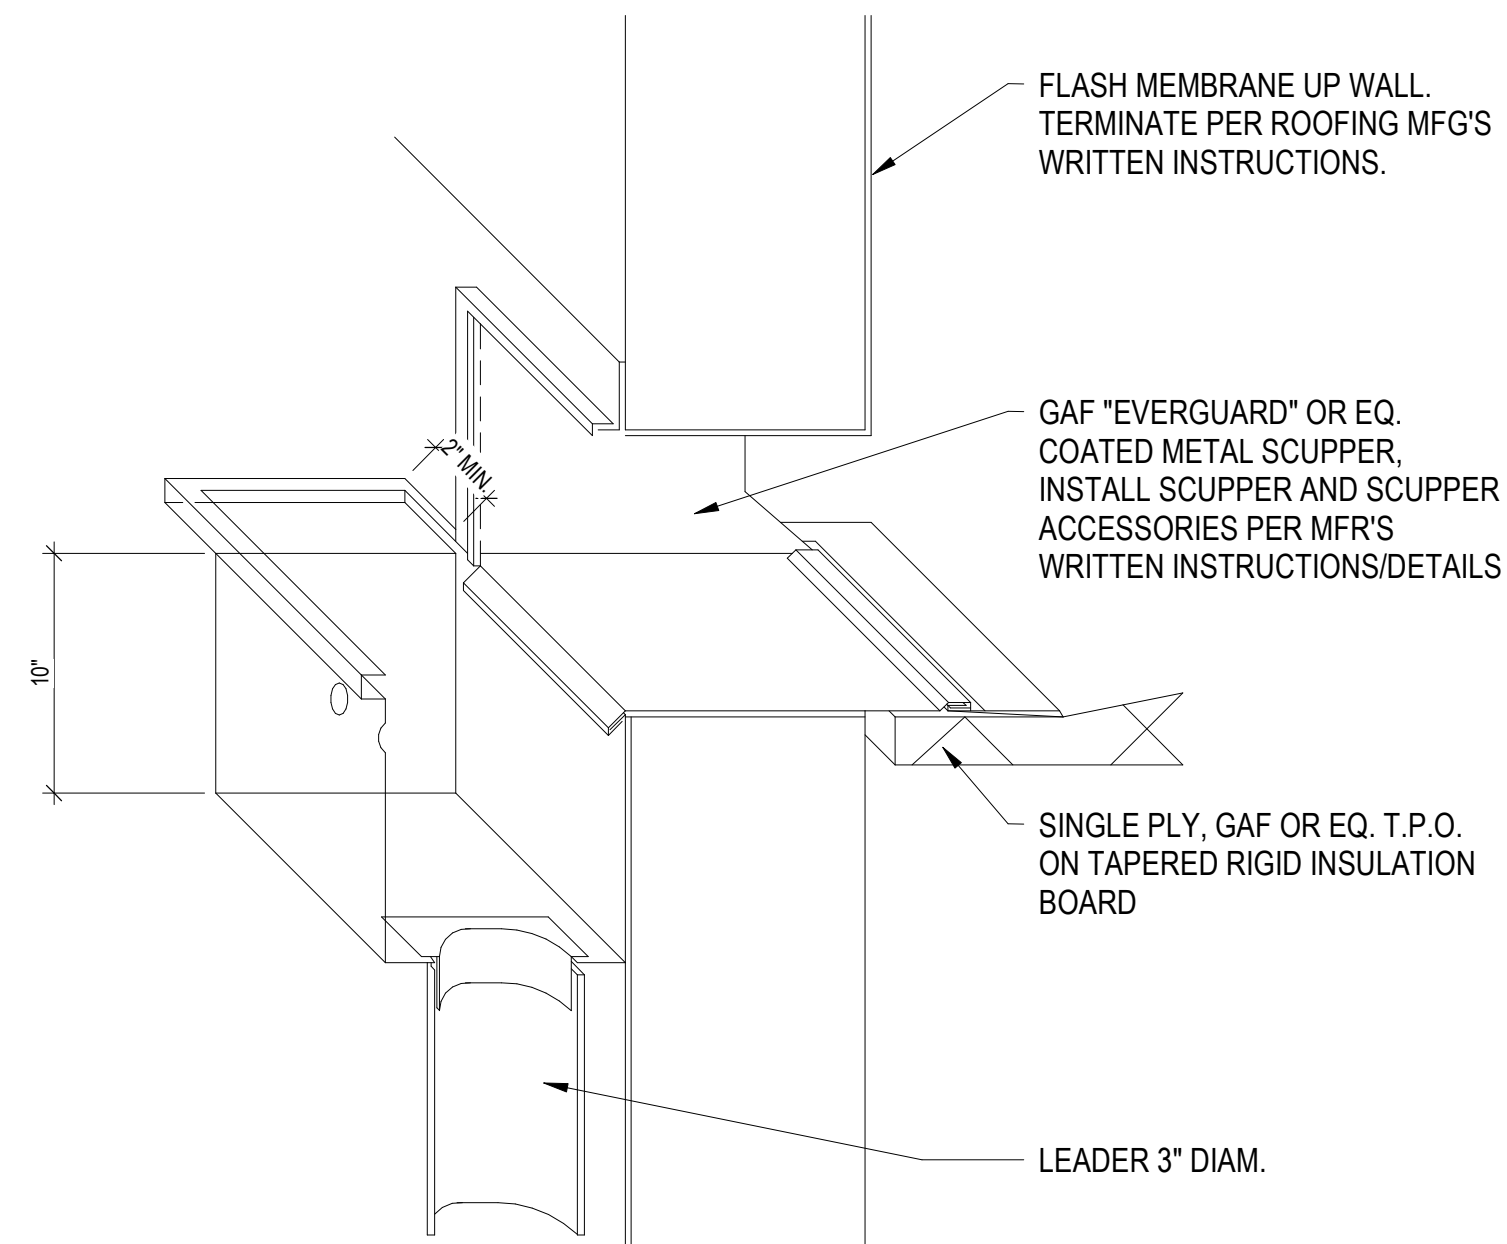 FLASH MEMBRANE UP WALL.
TERMINATE PER ROOFING MFG'S
WRITTEN INSTRUCTIONS.
GAF "EVERGUARD" OR EQ.
COATED METAL SCUPPER,
INSTALL SCUPPER AND SCUPPER
ACCESSORIES PER MFR'S
WRITTEN INSTRUCTIONS/DETAILS
2" MIN.
10"
SINGLE PLY, GAF OR EQ. T.P.O.
ON TAPERED RIGID INSULATION
BOARD
LEADER 3" DIAM.